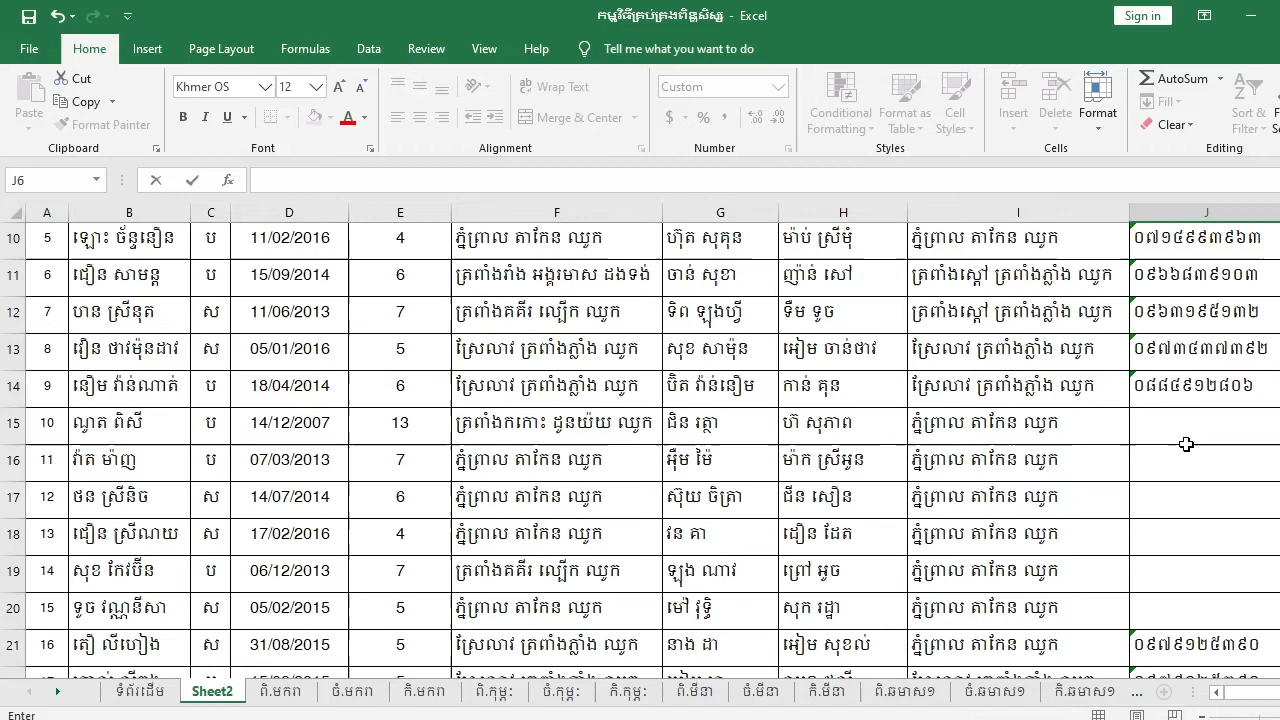 កម្មវិធីគ្រប់គ្រងពិន្ទុសិស្ស - Excel
Sign in
File Home Insert Page Layout Formulas Data Review View Help Tell me what you want to do
Cut
Copy
Format Painter
Paste
Clipboard
Khmer OS 12
B I U A
Font
Wrap Text
Merge & Center
Alignment
Custom
$ % ,
Number
Conditional Formatting
Format as Table
Cell Styles
Styles
Insert Delete Format
Cells
AutoSum
Fill
Clear
Sort & Filter
Editing
J6 fx
A B C D E F G H I J
10 5 ឡោះ ច័ន្ទនឿន ប 11/02/2016 4 ភ្នំព្រាល តាកែន ឈូក ហ៊ុត សុគុន ម៉ាប់ ស្រីមុំ ភ្នំព្រាល តាកែន ឈូក ០៧១៤៩៩៣៩៦៣
11 6 ជឿន សាមន្ត ប 15/09/2014 6 ត្រពាំងរាំង អង្គរមាស ដងទង់ ចាន់ សុខា ញ៉ាន់ សៅ ត្រពាំងស្តៅ ត្រពាំងភ្លាំង ឈូក ០៩៦៦៨៣៩១០៣
12 7 ហន ស្រីនុត ស 11/06/2013 7 ត្រពាំងគគីរ ល្បើក ឈូក ទិព ឡុងហ្វី ទឹម ទូច ត្រពាំងស្តៅ ត្រពាំងភ្លាំង ឈូក ០៩៦៣១៩៥១៣២
13 8 រឿន ថាវម៉ុនដាវ ស 05/01/2016 5 ស្រែលាវ ត្រពាំងភ្លាំង ឈូក សុខ សាម៉ុន អៀម ចាន់ថាវ ស្រែលាវ ត្រពាំងភ្លាំង ឈូក ០៩៧៣៨៣៧៣៩២
14 9 នឿម វ៉ាន់ណាត់ ប 18/04/2014 6 ស្រែលាវ ត្រពាំងភ្លាំង ឈូក ប៊ិត វ៉ាន់នឿម កាន់ គុន ស្រែលាវ ត្រពាំងភ្លាំង ឈូក ០៨៨៤៩១២៨០៦
15 10 ណូត ពិសី ប 14/12/2007 13 ត្រពាំងកកោះ ដូនយ៉យ ឈូក ជិន រត្ថា ហ៊ សុភាព ភ្នំព្រាល តាកែន ឈូក
16 11 វ៉ាត ម៉ាញ ប 07/03/2013 7 ភ្នំព្រាល តាកែន ឈូក អ៊ឹម ម៉ៃ ម៉ាក ស្រីអូន ភ្នំព្រាល តាកែន ឈូក
17 12 ថន ស្រីនិច ស 14/07/2014 6 ភ្នំព្រាល តាកែន ឈូក ស៊ុយ ចិត្រា ជីន សឿន ភ្នំព្រាល តាកែន ឈូក
18 13 ជឿន ស្រីណយ ស 17/02/2016 4 ភ្នំព្រាល តាកែន ឈូក វន គា ដឿន ដែត ភ្នំព្រាល តាកែន ឈូក
19 14 សុខ កែវប៊ីន ប 06/12/2013 7 ត្រពាំងគគីរ ល្បើក ឈូក ឡុង ណាវ ព្រៅ អូច ភ្នំព្រាល តាកែន ឈូក
20 15 ទូច វណ្ណនីសា ស 05/02/2015 5 ភ្នំព្រាល តាកែន ឈូក មៅ វុទ្ធិ សុក រដ្ឋា ភ្នំព្រាល តាកែន ឈូក
21 16 តឿ លីហៀង ស 31/08/2015 5 ស្រែលាវ ត្រពាំងភ្លាំង ឈូក នាង ដា អៀម សុខល់ ភ្នំព្រាល តាកែន ឈូក ០៩៧៩១២៥៣៩០
ទំព័រដើម Sheet2 ពិ.មករា ចំ.មករា កិ.មករា ពិ.កុម្ភៈ ចំ.កុម្ភៈ កិ.កុម្ភៈ ពិ.មីនា ចំ.មីនា កិ.មីនា ពិ.ឆមាស១ ចំ.ឆមាស១ កិ.ឆមាស១ ...
Enter